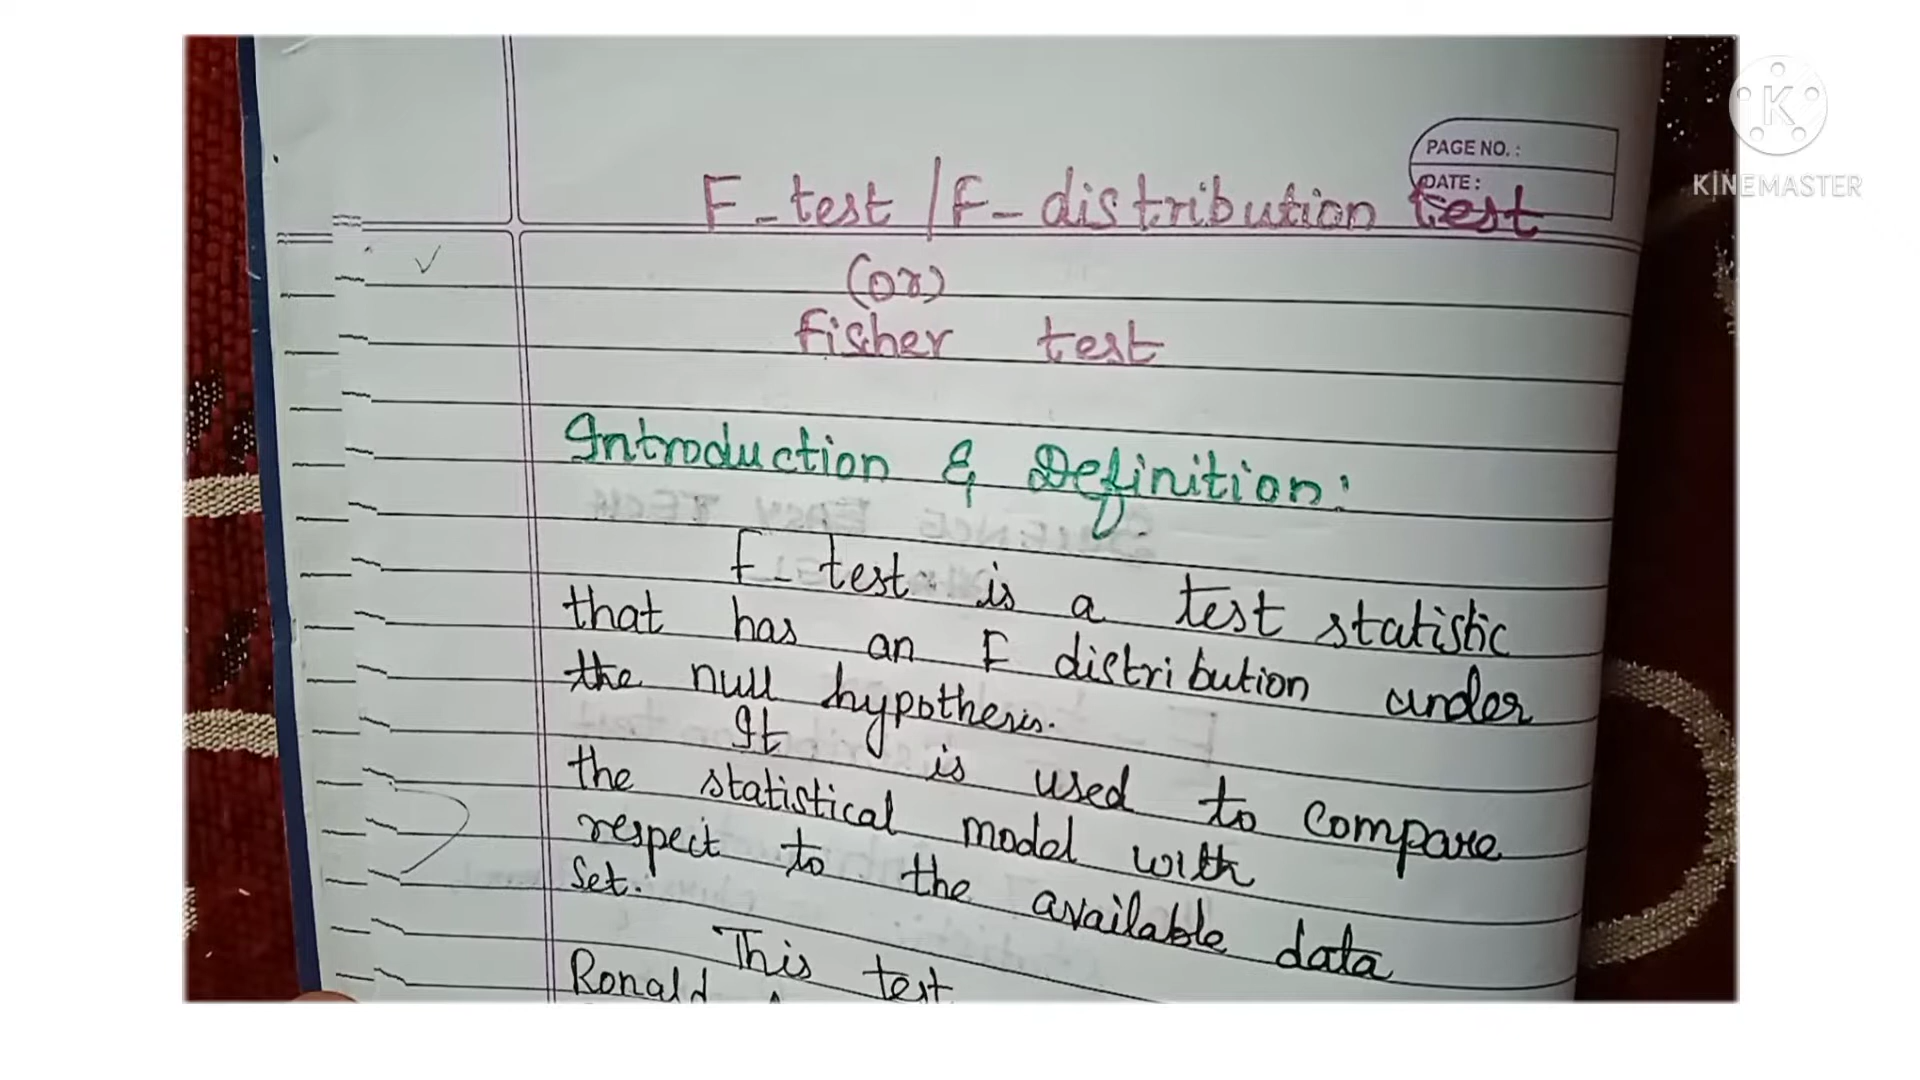 PAGE NO. :
DATE :
KINEMASTER
F-test / F-distribution test
(or)
Fisher test
Introduction & Definition:
F-test is a test statistic
that has an F distribution under
the null hypothesis.
It is used to compare
the statistical model with
respect to the available data
Set.
This test
Ronald